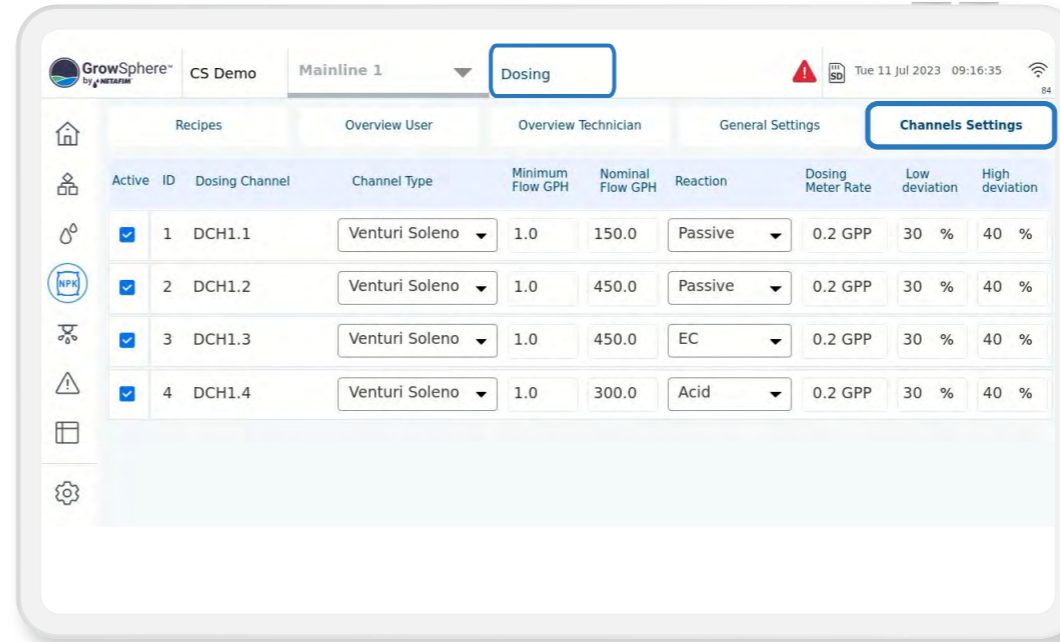 GrowSphere™
by NETAFIM™
CS Demo
Mainline 1
Dosing
SD
Tue 11 Jul 2023 09:16:35
84
Recipes
Overview User
Overview Technician
General Settings
Channels Settings
Active ID Dosing Channel Channel Type Minimum Flow GPH Nominal Flow GPH Reaction Dosing Meter Rate Low deviation High deviation
1 DCH1.1 Venturi Soleno 1.0 150.0 Passive 0.2 GPP 30 % 40 %
2 DCH1.2 Venturi Soleno 1.0 450.0 Passive 0.2 GPP 30 % 40 %
NPK
3 DCH1.3 Venturi Soleno 1.0 450.0 EC 0.2 GPP 30 % 40 %
4 DCH1.4 Venturi Soleno 1.0 300.0 Acid 0.2 GPP 30 % 40 %